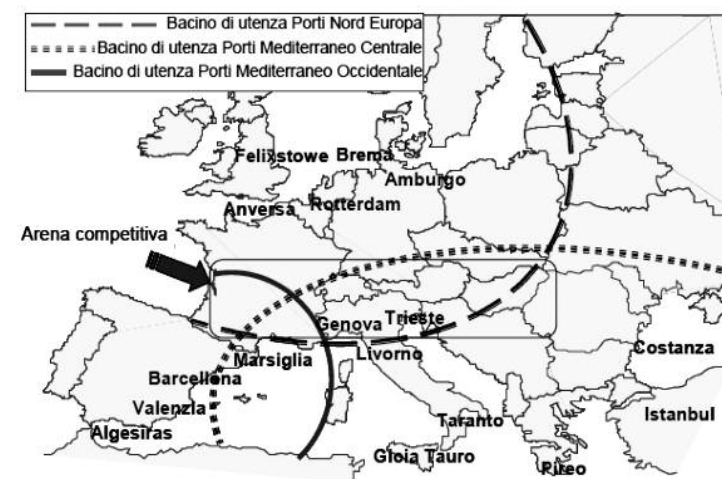 Bacino di utenza Porti Nord Europa
Bacino di utenza Porti Mediterraneo Centrale
Bacino di utenza Porti Mediterraneo Occidentale
Felixstowe
Brema
Amburgo
Anversa
Rotterdam
Arena competitiva
Genova
Trieste
Marsiglia
Livorno
Costanza
Barcellona
Valenzia
Istanbul
Algesiras
Taranto
Gioia Tauro
Pireo